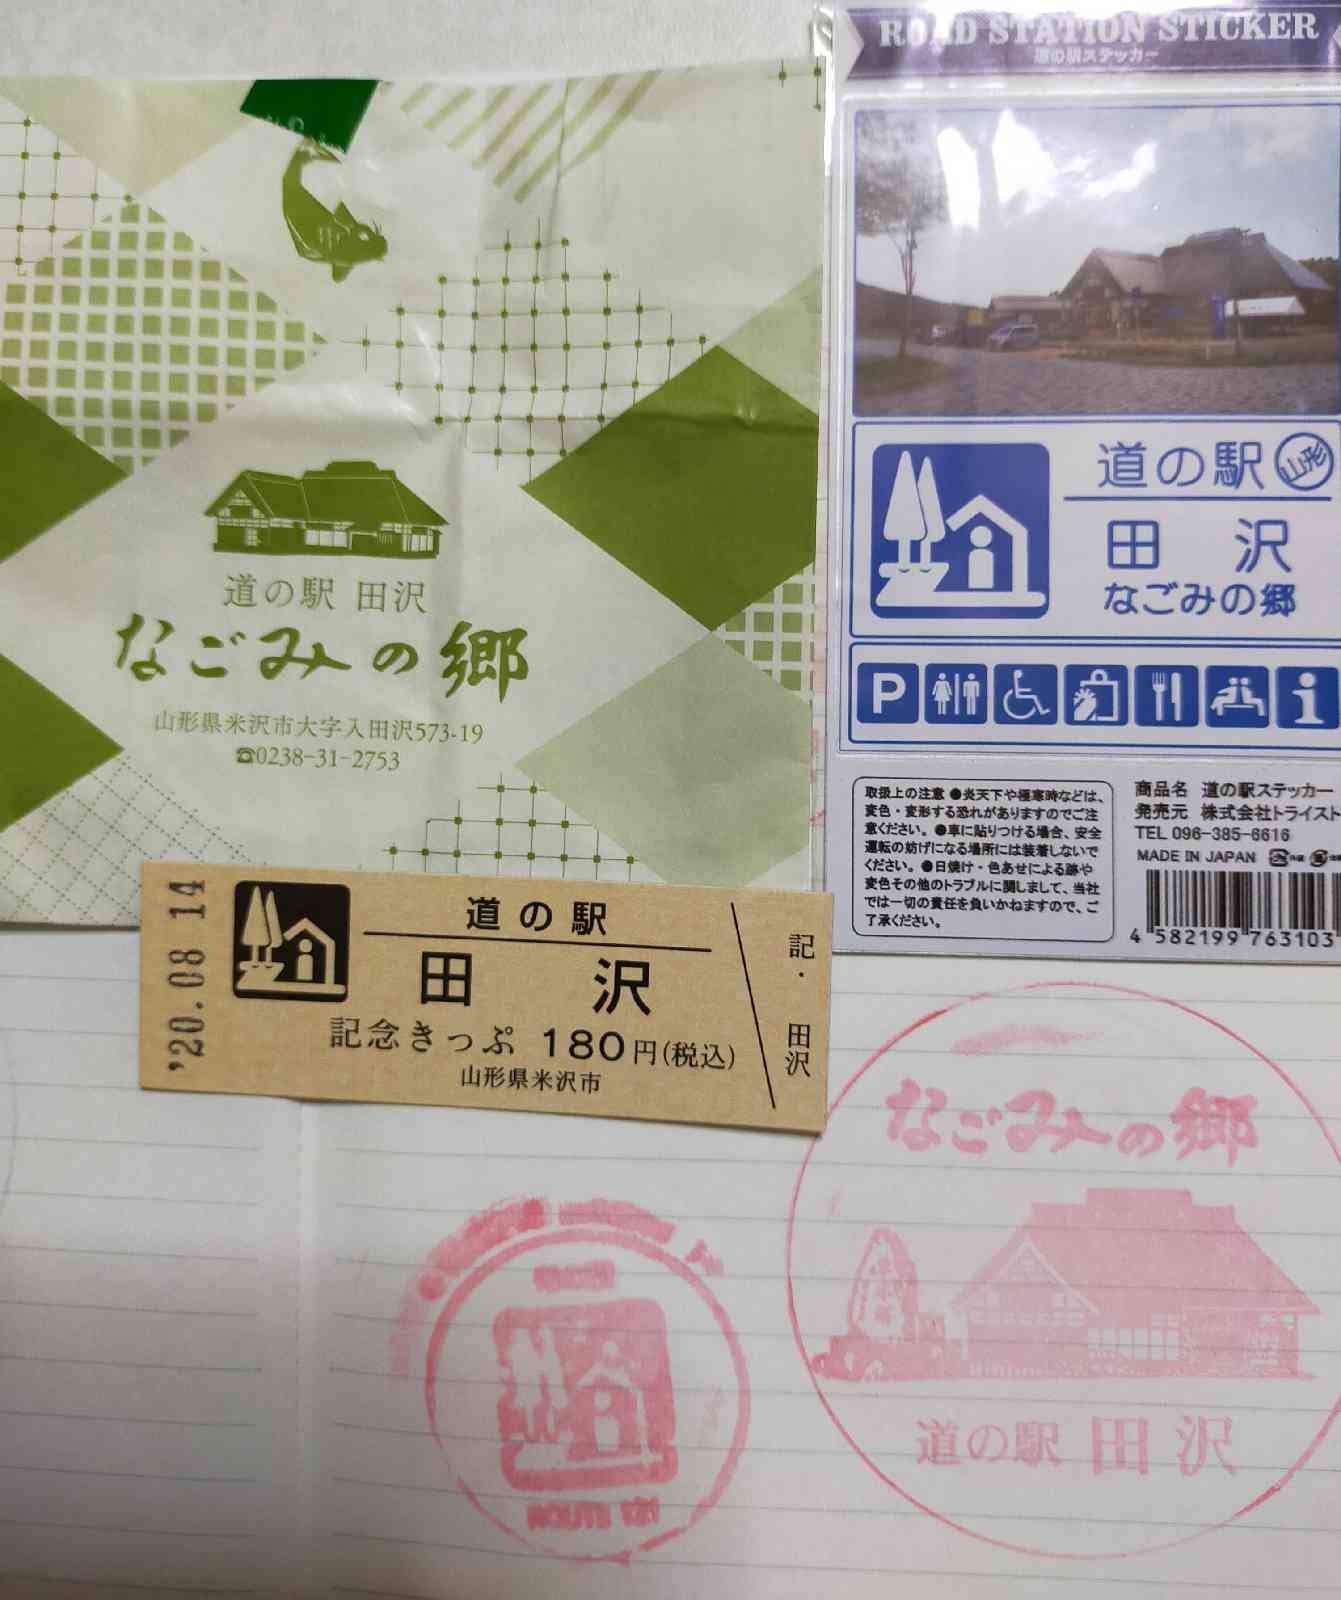 ROAD STATION STICKER
道の駅ステッカー
道の駅 田沢
なごみの郷
山形県米沢市大字入田沢573-19
☎0238-31-2753
道の駅 山形
田 沢
なごみの郷
P
i
取扱上の注意 ●炎天下や極寒時などは、
変色・変形する恐れがありますのでご注
意ください。●車に貼りつける場合、安全
運転の妨げになる場所には装着しないで
ください。●日焼け・色あせによる跡や
変色その他のトラブルに関しまして、当社
では一切の責任を負いかねますので、ご
了承ください。
商品名 道の駅ステッカー
発売元 株式会社トライスト
TEL 096-385-6616
MADE IN JAPAN
4 582199 763103
'20.08 14
道の駅
田 沢
記念きっぷ 180円(税込)
山形県米沢市
記・田沢
なごみの郷
道の駅 田沢
ROUTE 121